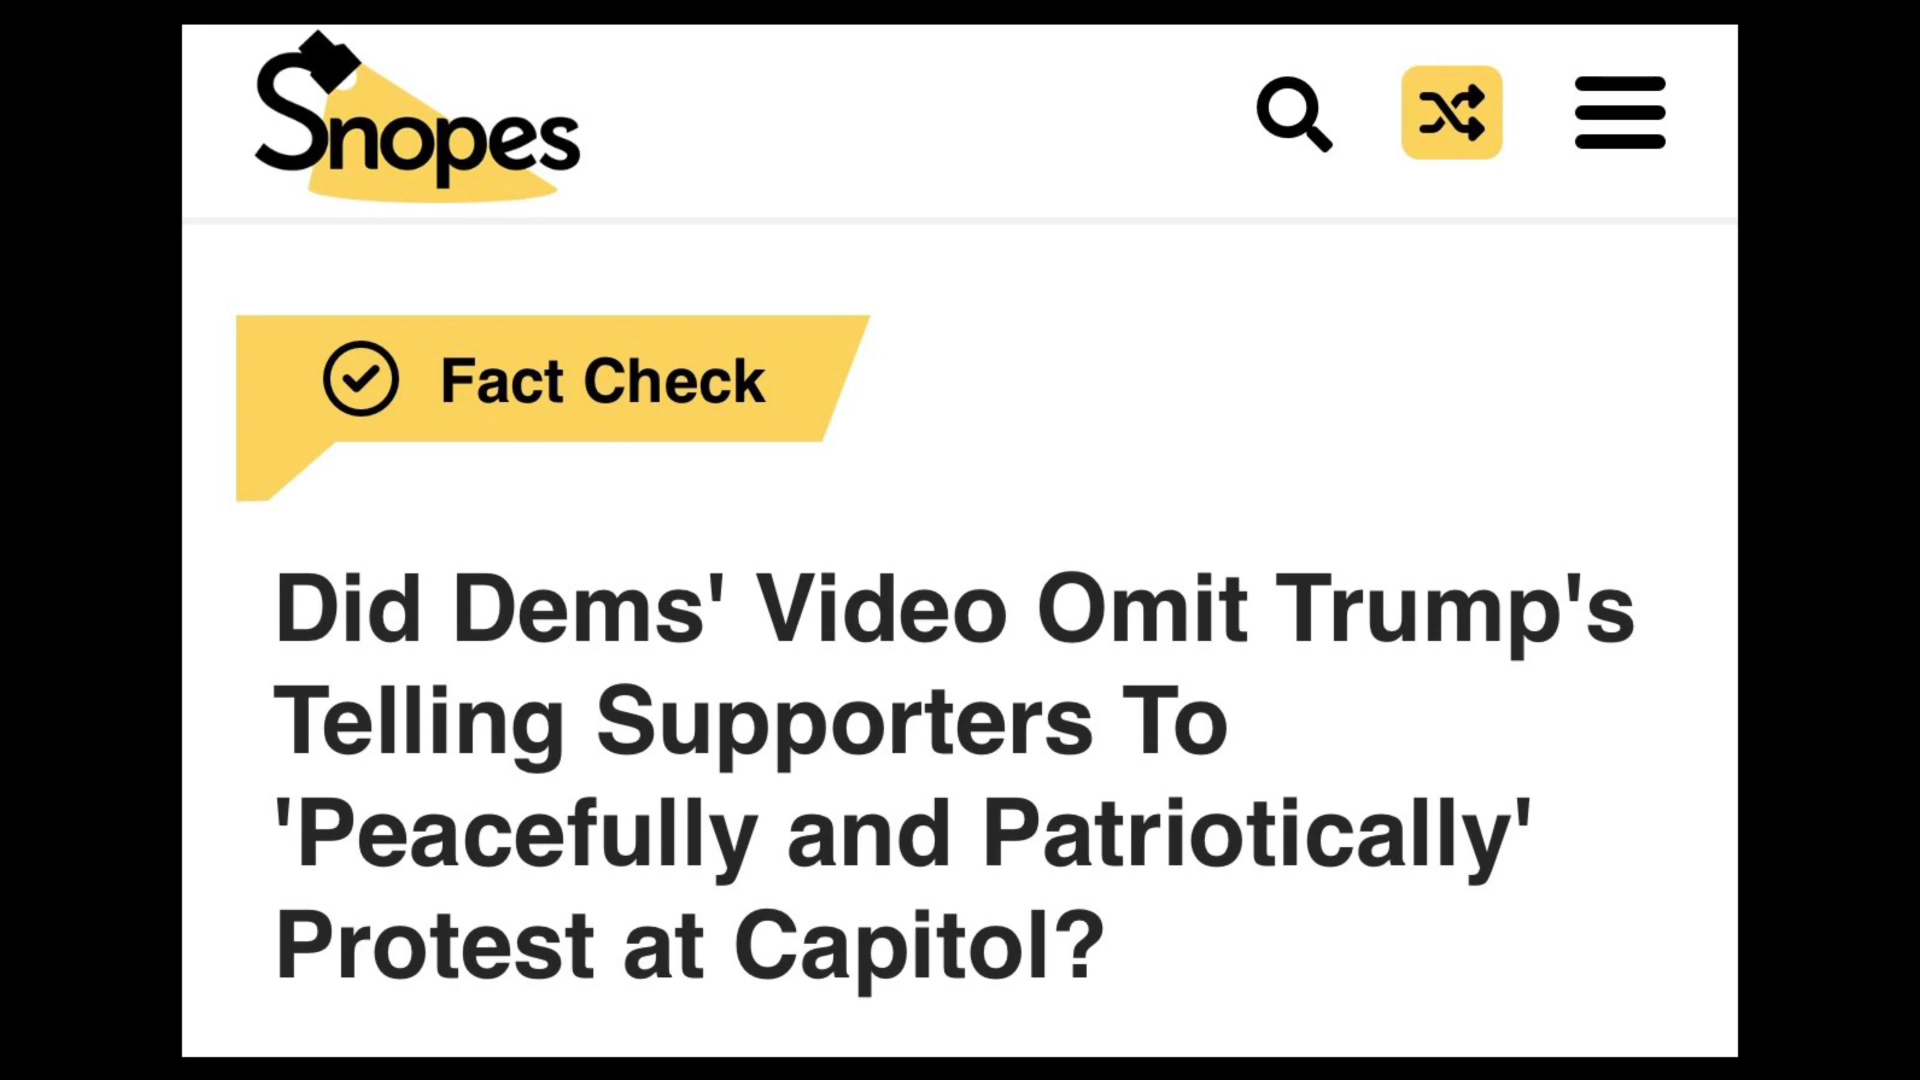 Snopes
Fact Check
Did Dems' Video Omit Trump's
Telling Supporters To
'Peacefully and Patriotically'
Protest at Capitol?